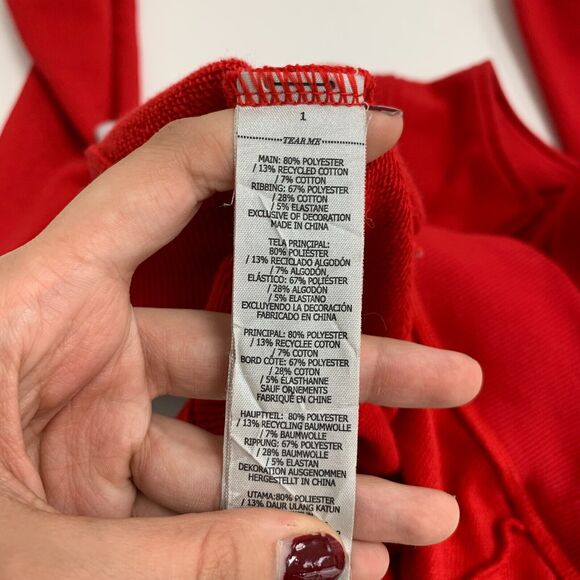 1
TEAR ME
MAIN: 80% POLYESTER
/ 13% RECYCLED COTTON
/ 7% COTTON
RIBBING: 67% POLYESTER
/ 28% COTTON
/ 5% ELASTANE
EXCLUSIVE OF DECORATION
MADE IN CHINA
TELA PRINCIPAL:
80% POLIÉSTER
/ 13% RECICLADO ALGODÓN
/ 7% ALGODÓN,
ELÁSTICO: 67% POLIÉSTER
/ 28% ALGODÓN
/ 5% ELASTANO
EXCLUYENDO LA DECORACIÓN
FABRICADO EN CHINA
PRINCIPAL: 80% POLYESTER
/ 13% RECYCLEE COTON
/ 7% COTON
BORD CÔTE: 67% POLYESTER
/ 28% COTON
/ 5% ELASTHANNE
SAUF ORNEMENTS
FABRIQUÉ EN CHINE
HAUPTTEIL: 80% POLYESTER
/ 13% RECYCLING BAUMWOLLE
/ 7% BAUMWOLLE
RIPPUNG: 67% POLYESTER
/ 28% BAUMWOLLE
/ 5% ELASTAN
DEKORATION AUSGENOMMEN
HERGESTELLT IN CHINA
UTAMA:80% POLIESTER
/ 13% DAUR ULANG KATUN